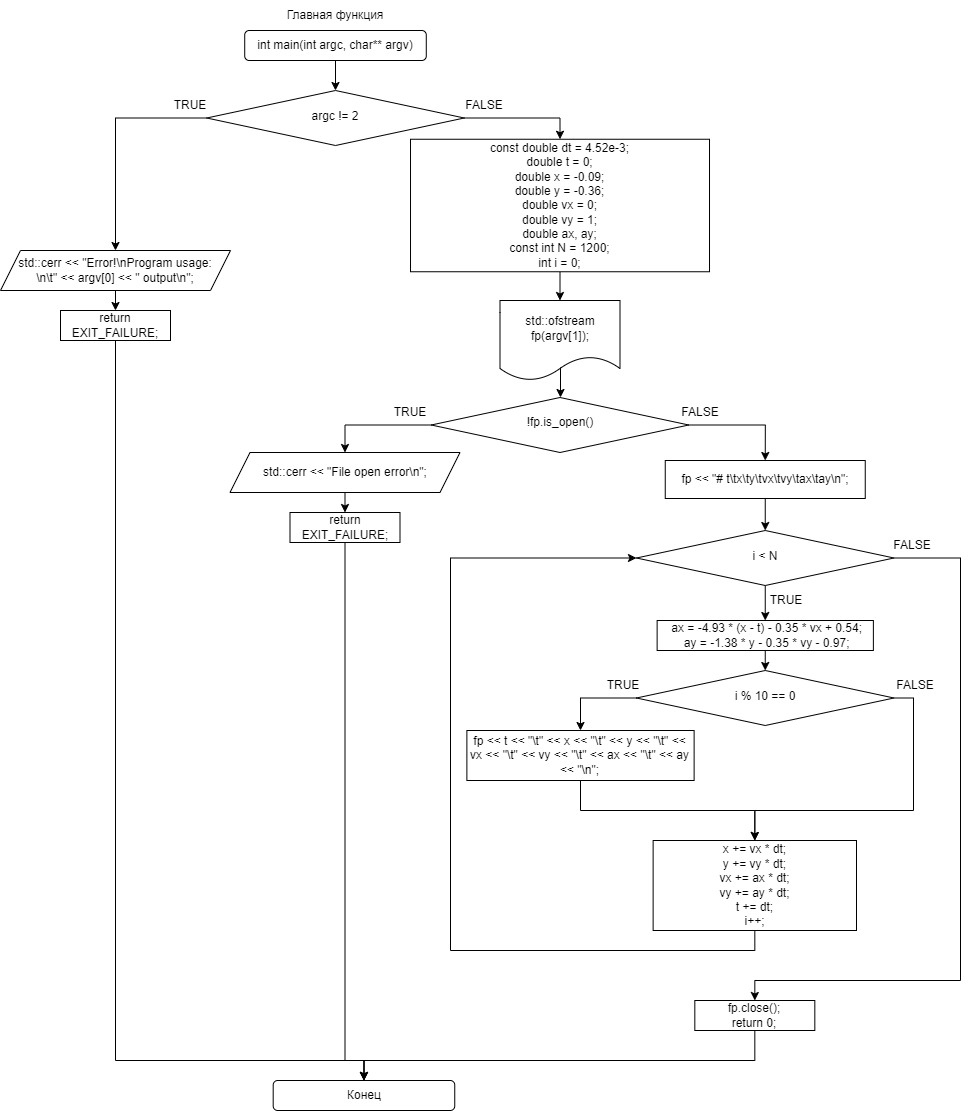 Главная функция
int main(int argc, char** argv)
TRUE
FALSE
argc != 2
const double dt = 4.52e-3;
double t = 0;
double x = -0.09;
double y = -0.36;
double vx = 0;
double vy = 1;
double ax, ay;
const int N = 1200;
int i = 0;
std::cerr << "Error!\nProgram usage:
\n\t" << argv[0] << " output\n";
return
EXIT_FAILURE;
std::ofstream
fp(argv[1]);
TRUE
FALSE
!fp.is_open()
std::cerr << "File open error\n";
return
EXIT_FAILURE;
fp << "# t\tx\ty\tvx\tvy\tax\tay\n";
i < N
FALSE
TRUE
ax = -4.93 * (x - t) - 0.35 * vx + 0.54;
ay = -1.38 * y - 0.35 * vy - 0.97;
TRUE
FALSE
i % 10 == 0
fp << t << "\t" << x << "\t" << y << "\t" <<
vx << "\t" << vy << "\t" << ax << "\t" << ay
<< "\n";
x += vx * dt;
y += vy * dt;
vx += ax * dt;
vy += ay * dt;
t += dt;
i++;
fp.close();
return 0;
Конец